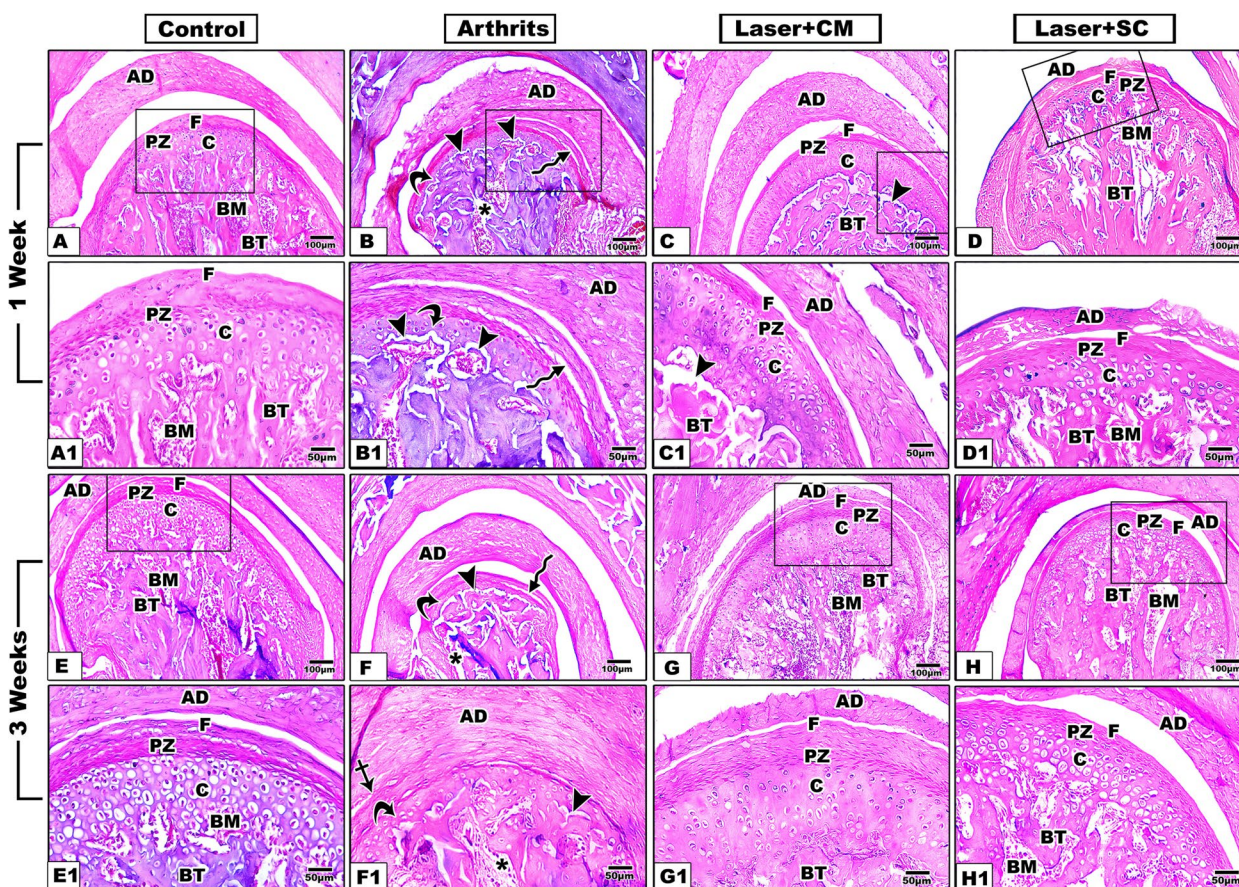 Control
Arthrits
Laser+CM
Laser+SC
1 Week
AD
F
PZ
C
BM
BT
A
100µm
AD
*
B
100µm
AD
F
PZ
C
BT
C
100µm
AD
F
PZ
C
BM
BT
D
100µm
F
PZ
C
BT
BM
A1
50µm
AD
B1
50µm
F
AD
PZ
C
BT
C1
50µm
AD
F
PZ
C
BT
BM
D1
50µm
3 Weeks
AD
F
PZ
C
BM
BT
E
100µm
AD
*
F
100µm
AD
F
PZ
C
BT
BM
G
100µm
F
AD
PZ
C
BT
BM
H
100µm
AD
F
PZ
C
BM
BT
E1
50µm
AD
*
F1
50µm
AD
F
PZ
C
BT
G1
50µm
AD
PZ
F
C
BT
BM
H1
50µm